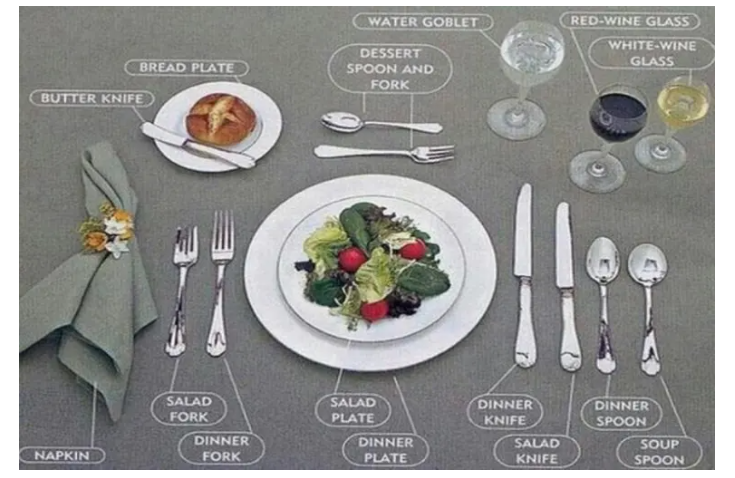 WATER GOBLET
RED-WINE GLASS
WHITE-WINE
GLASS
DESSERT
SPOON AND
FORK
BREAD PLATE
BUTTER KNIFE
SALAD
FORK
SALAD
PLATE
DINNER
KNIFE
DINNER
SPOON
NAPKIN
DINNER
FORK
DINNER
PLATE
SALAD
KNIFE
SOUP
SPOON